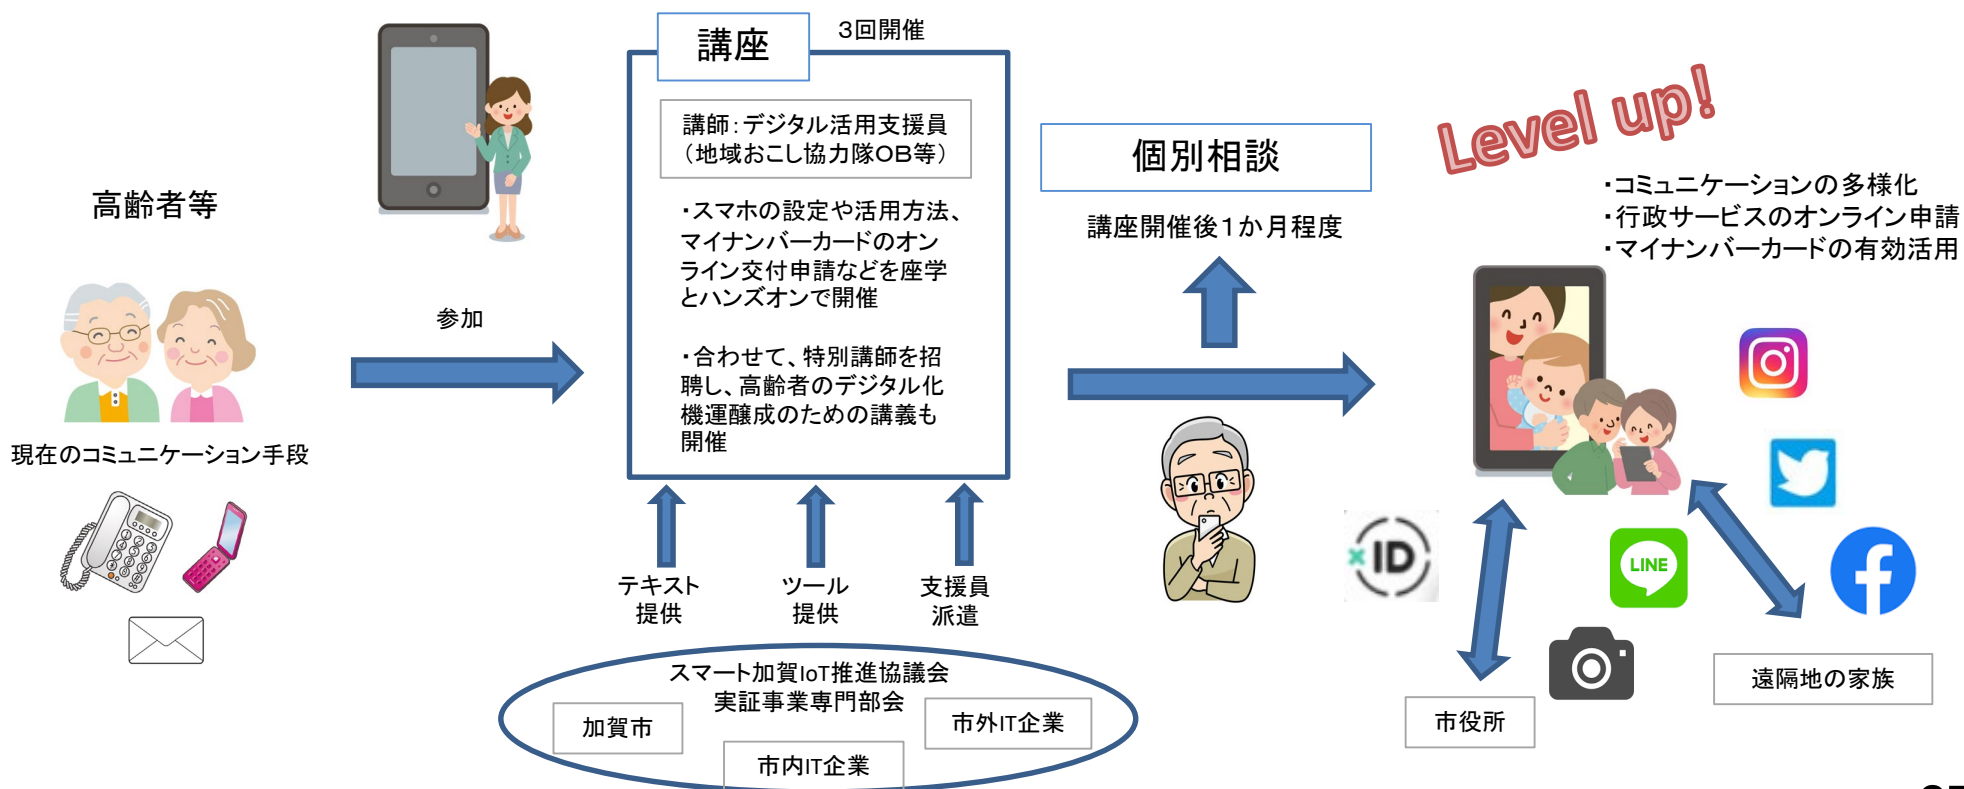 高齢者等
現在のコミュニケーション手段
参加
講座
3回開催
講師：デジタル活用支援員
（地域おこし協力隊OB等）
・スマホの設定や活用方法、
マイナンバーカードのオン
ライン交付申請などを座学
とハンズオンで開催
・合わせて、特別講師を招
聘し、高齢者のデジタル化
機運醸成のための講義も
開催
テキスト
提供
ツール
提供
支援員
派遣
スマート加賀IoT推進協議会
実証事業専門部会
加賀市
市内IT企業
市外IT企業
個別相談
講座開催後1か月程度
Level up!
・コミュニケーションの多様化
・行政サービスのオンライン申請
・マイナンバーカードの有効活用
xID
LINE
市役所
遠隔地の家族